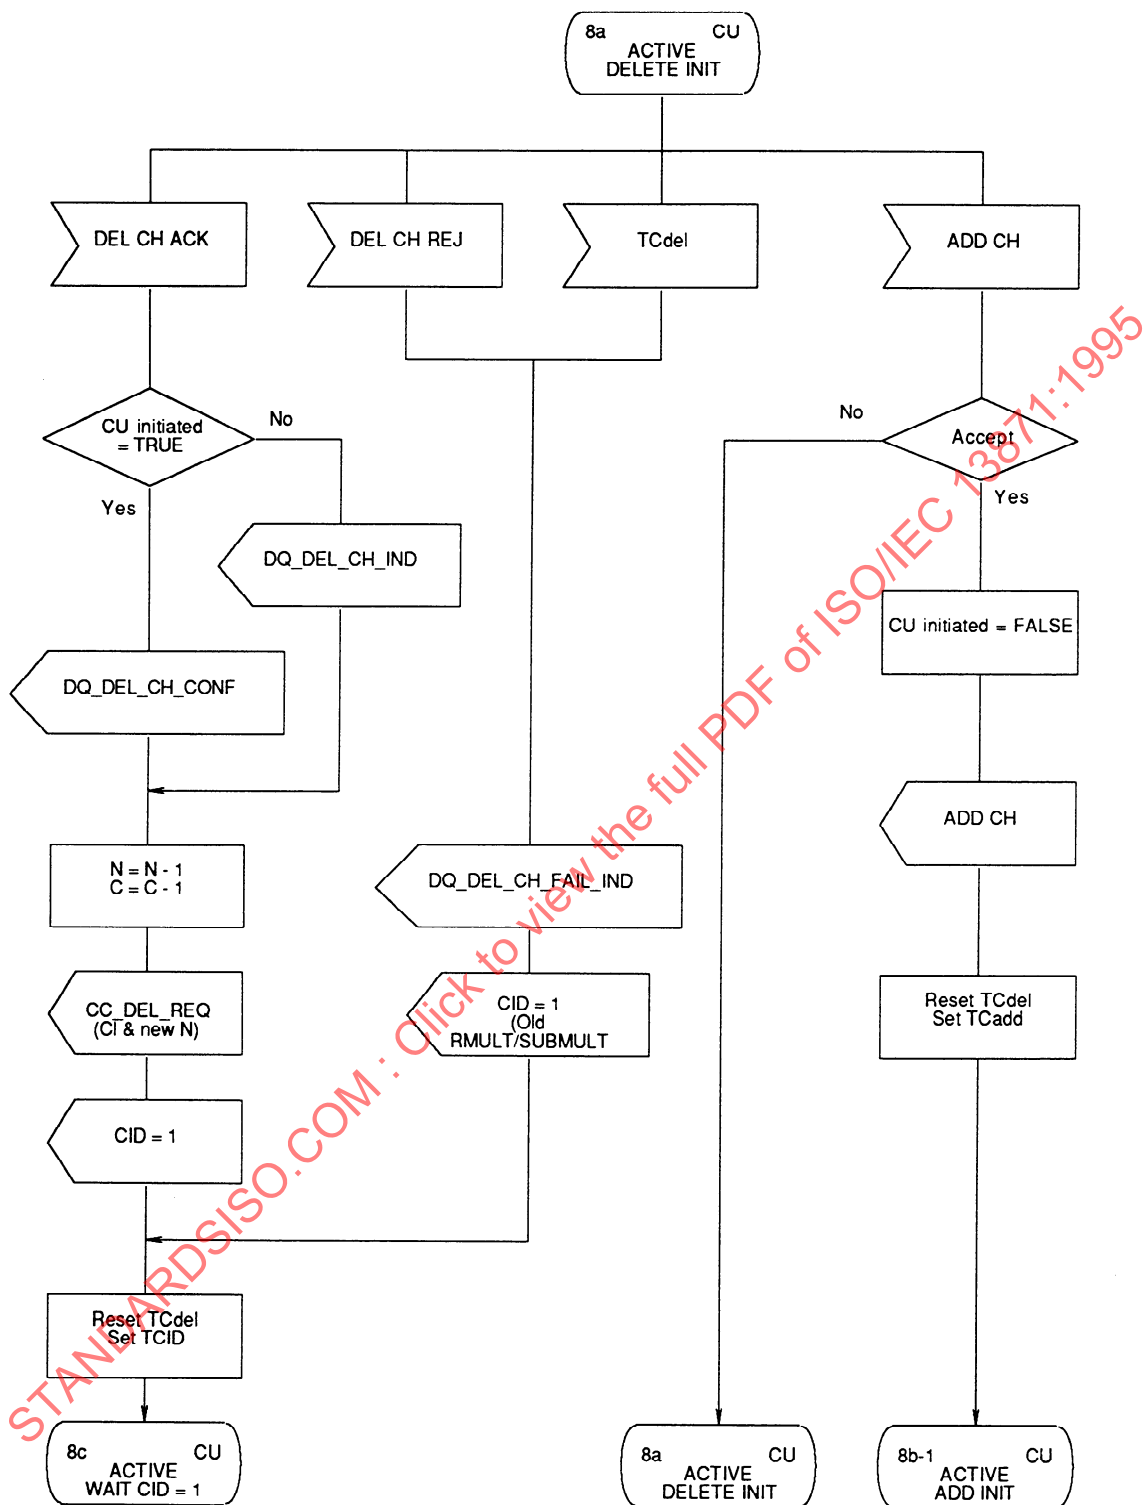 8a CU
ACTIVE
DELETE INIT
DEL CH ACK
DEL CH REJ
TCdel
ADD CH
CU initiated
= TRUE
No
Yes
No
Accept
Yes
DQ_DEL_CH_IND
CU initiated = FALSE
DQ_DEL_CH_CONF
ADD CH
N = N - 1
C = C - 1
DQ_DEL_CH_FAIL_IND
CC_DEL_REQ
(CI & new N)
CID = 1
(Old
RMULT/SUBMULT
Reset TCdel
Set TCadd
CID = 1
Reset TCdel
Set TCID
8c CU
ACTIVE
WAIT CID = 1
8a CU
ACTIVE
DELETE INIT
8b-1 CU
ACTIVE
ADD INIT
STANDARDSISO.COM : Click to view the full PDF of ISO/IEC 13871:1995